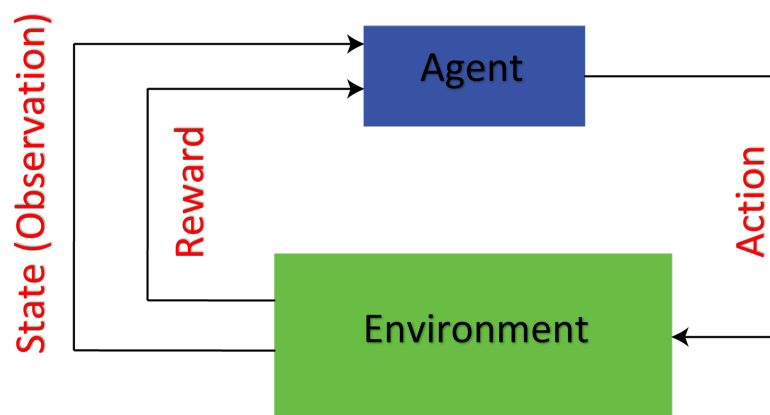 State (Observation)
Reward
Agent
Action
Environment